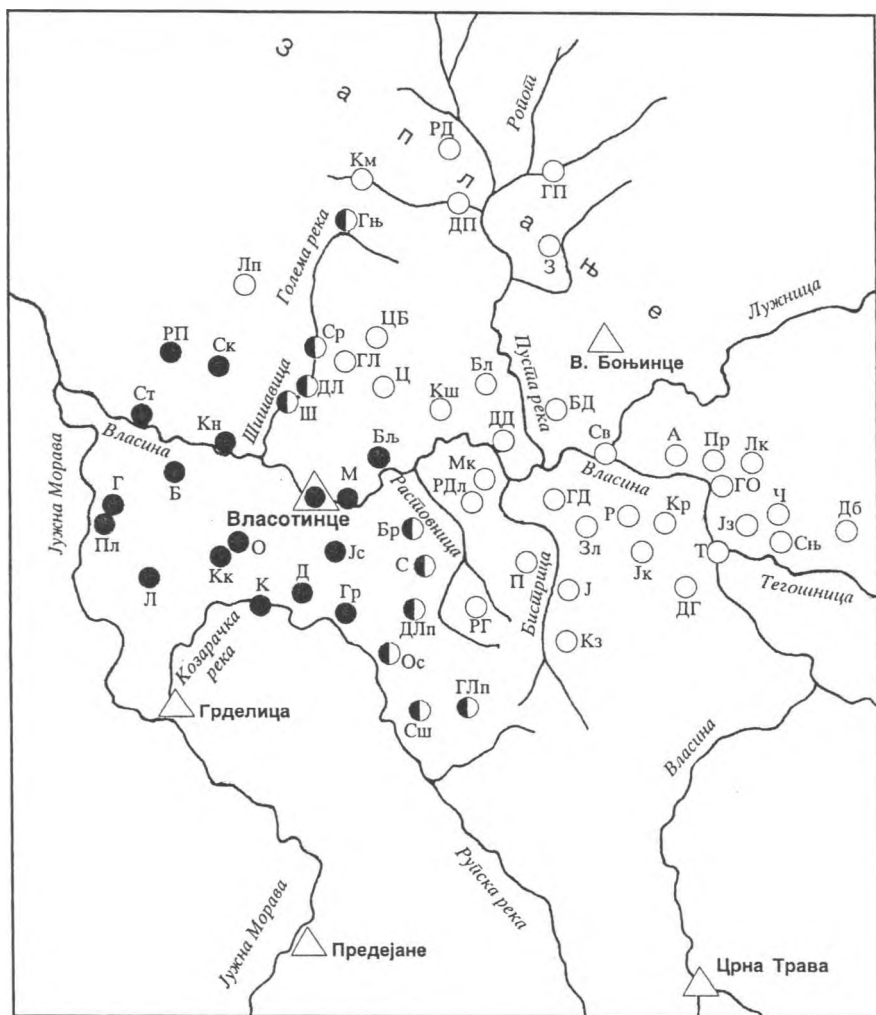 З а п л а њ е
Ројот
РД
Км
ГП
ДП
Гњ
З
Голема река
Лп
Лужница
ЦБ
РП
Ск
Ср
ГЛ
В. Боњинце
Пуста река
Бл
ДЛ
Ц
Шишавица
Ш
Кш
БД
Ст
Кн
ДД
Св
А
Пр
Лк
Власина
Бљ
Мк
Власина
ГО
Јужна Морава
Б
М
Растовница
РДл
ГД
Г
Власотинце
Р
Кр
Јз
Ч
Дб
Пл
Бр
Зл
О
Јс
Кк
С
П
Бистрица
Јк
Т
Сњ
Л
К
Д
Гр
ДЛп
РГ
Ј
ДГ
Тегошница
Козарачка река
Ос
Кз
Грделица
Сш
ГЛп
Власина
Рујска река
Јужна Морава
Предејане
Црна Трава